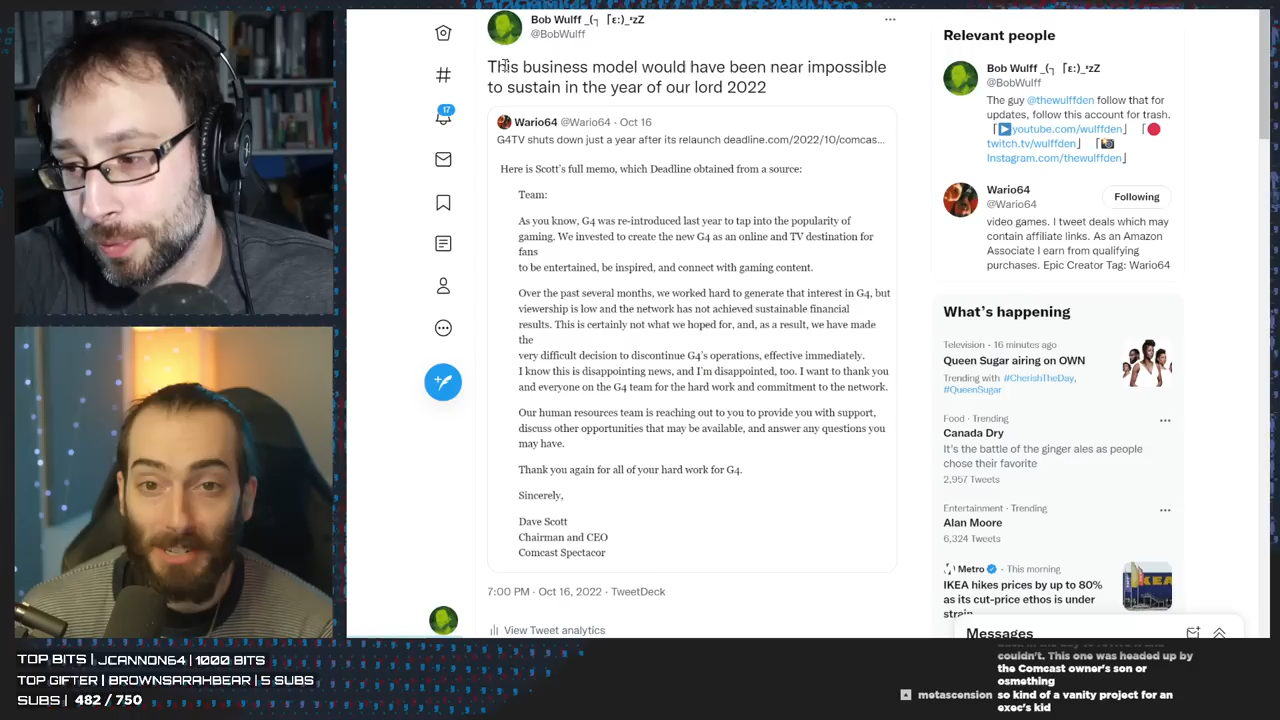 Bob Wulff _(┐「ε:)_ᶻzZ
@BobWulff
This business model would have been near impossible
to sustain in the year of our lord 2022
Wario64 @Wario64 · Oct 16
G4TV shuts down just a year after its relaunch deadline.com/2022/10/comcas...
Here is Scott's full memo, which Deadline obtained from a source:
Team:
As you know, G4 was re-introduced last year to tap into the popularity of
gaming. We invested to create the new G4 as an online and TV destination for
fans
to be entertained, be inspired, and connect with gaming content.
Over the past several months, we worked hard to generate that interest in G4, but
viewership is low and the network has not achieved sustainable financial
results. This is certainly not what we hoped for, and, as a result, we have made
the
very difficult decision to discontinue G4's operations, effective immediately.
I know this is disappointing news, and I'm disappointed, too. I want to thank you
and everyone on the G4 team for the hard work and commitment to the network.
Our human resources team is reaching out to you to provide you with support,
discuss other opportunities that may be available, and answer any questions you
may have.
Thank you again for all of your hard work for G4.
Sincerely,
Dave Scott
Chairman and CEO
Comcast Spectacor
7:00 PM · Oct 16, 2022 · TweetDeck
View Tweet analytics
17
Relevant people
Bob Wulff _(┐「ε:)_ᶻzZ
@BobWulff
The guy @thewulffden follow that for
updates, follow this account for trash.
「▶youtube.com/wulffden」「🔴
twitch.tv/wulffden」「📸
Instagram.com/thewulffden」
Wario64
@Wario64
Following
video games. I tweet deals which may
contain affiliate links. As an Amazon
Associate I earn from qualifying
purchases. Epic Creator Tag: Wario64
What's happening
Television · 16 minutes ago
Queen Sugar airing on OWN
Trending with #CherishTheDay,
#QueenSugar
Food · Trending
Canada Dry
It's the battle of the ginger ales as people
chose their favorite
2,957 Tweets
Entertainment · Trending
Alan Moore
6,324 Tweets
Metro · This morning
IKEA hikes prices by up to 80%
as its cut-price ethos is under
strain
IKEA
Messages
TOP BITS | JCANNON64 | 1000 BITS
TOP GIFTER | BROWNSARAHBEAR | 5 SUBS
SUBS | 482 / 750
couldn't. This one was headed up by
the Comcast owner's son or
osmething
metascension so kind of a vanity project for an
exec's kid